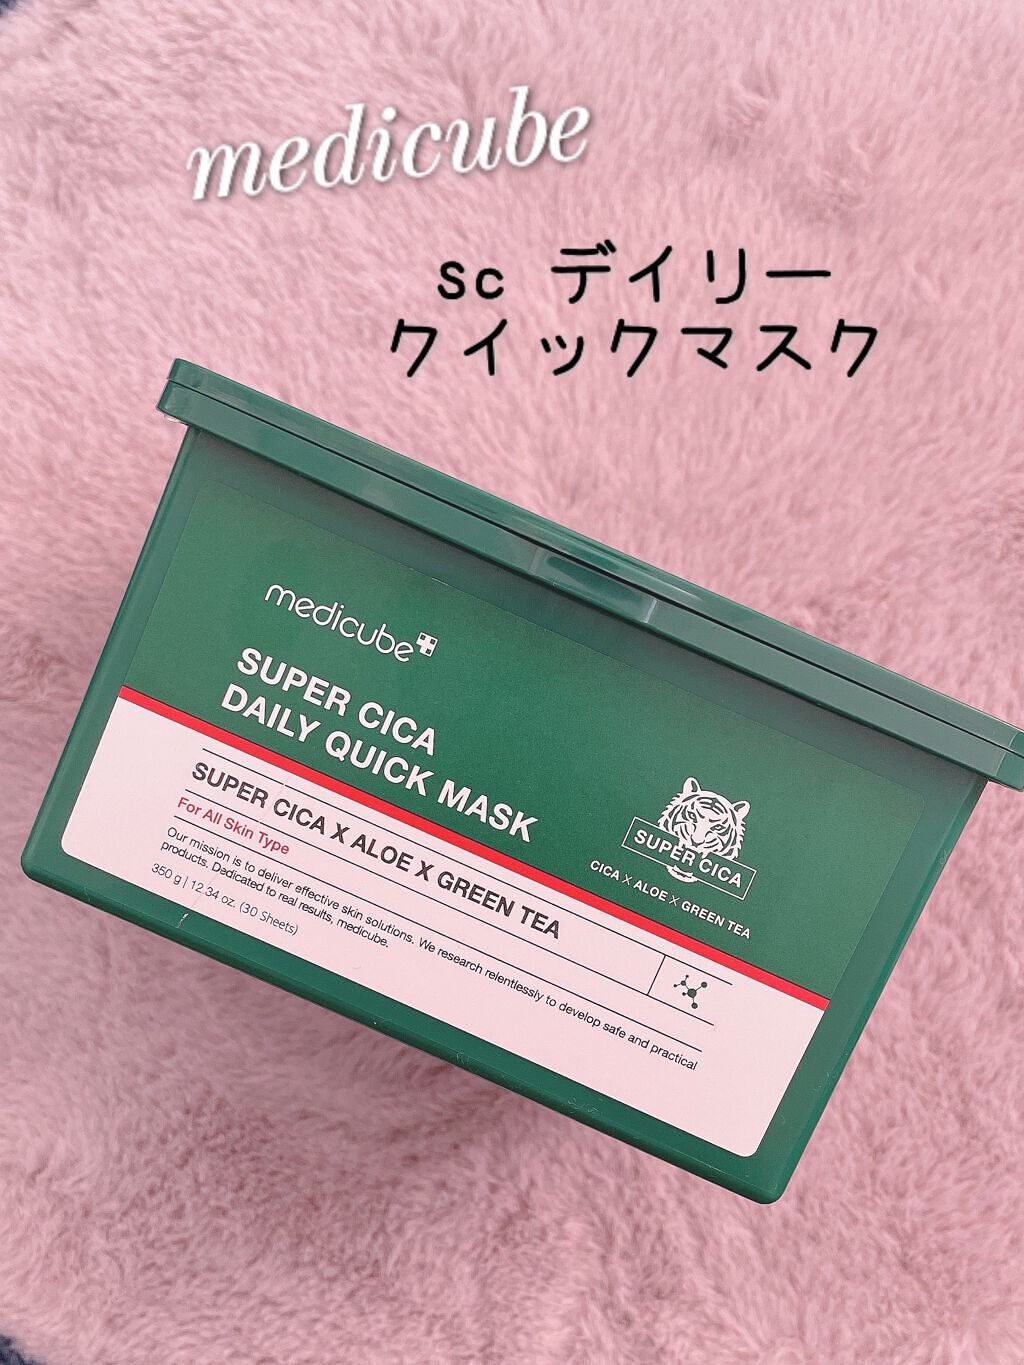 medicube
sc デイリー
クイックマスク
medicube
SUPER CICA
DAILY QUICK MASK
SUPER CICA X ALOE X GREEN TEA
For All Skin Type
Our mission is to deliver effective skin solutions. We research relentlessly to develop safe and practical
products. Dedicated to real results, medicube.
350 g | 12.34 oz. (30 Sheets)
SUPER CICA
CICA X ALOE X GREEN TEA